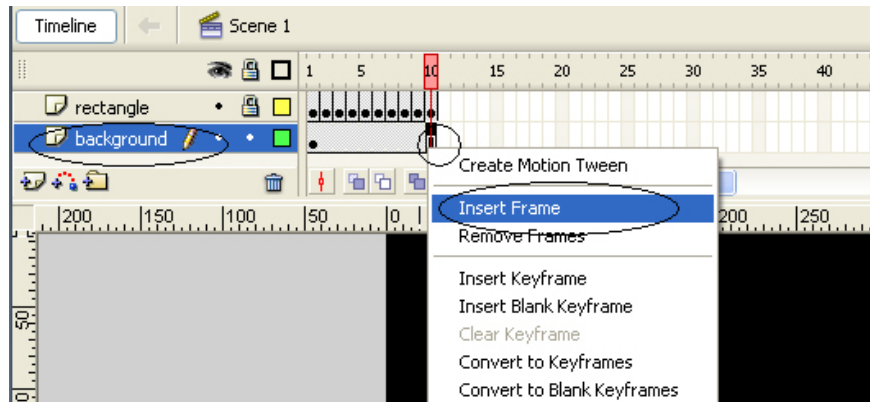 Timeline Scene 1
1 5 10 15 20 25 30 35 40
rectangle
background
Create Motion Tween
Insert Frame
200 150 100 50 0 200 250
Remove Frames
Insert Keyframe
Insert Blank Keyframe
50
Clear Keyframe
Convert to Keyframes
Convert to Blank Keyframes